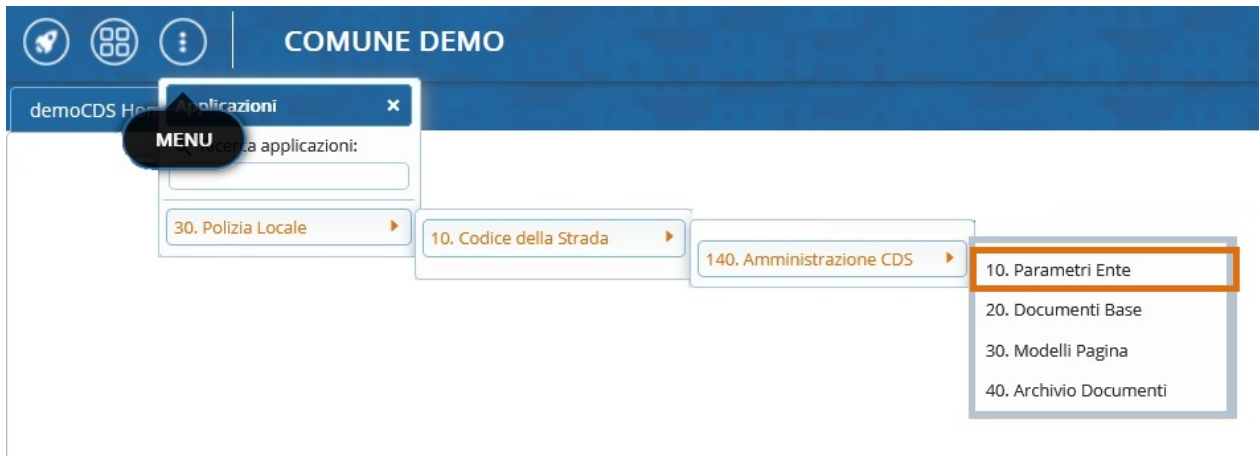 COMUNE DEMO
demoCDS Hom
Applicazioni ×
MENU
Ricerca applicazioni:
30. Polizia Locale
10. Codice della Strada
140. Amministrazione CDS
10. Parametri Ente
20. Documenti Base
30. Modelli Pagina
40. Archivio Documenti